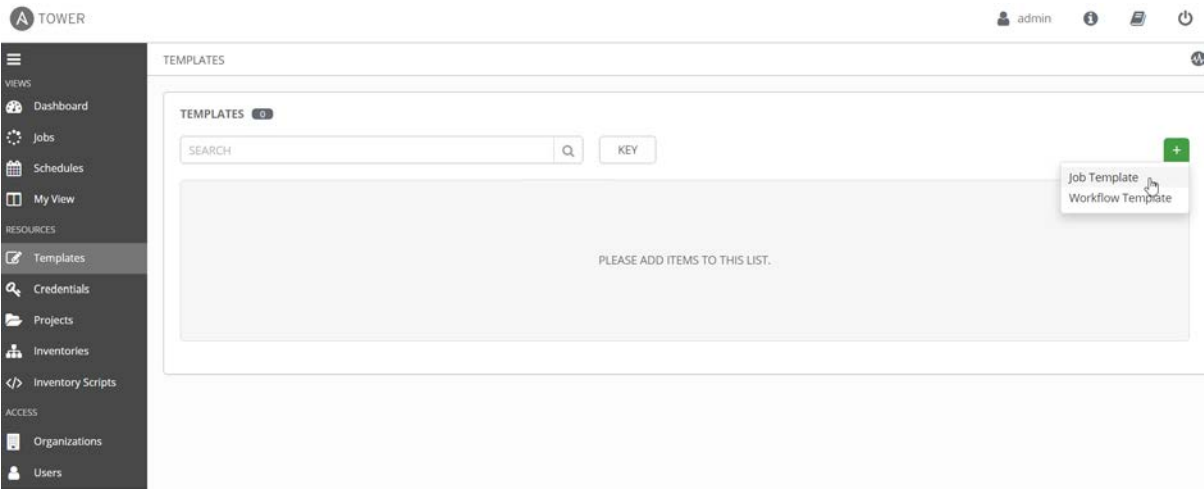 A TOWER
admin
VIEWS
Dashboard
Jobs
Schedules
My View
RESOURCES
Templates
Credentials
Projects
Inventories
Inventory Scripts
ACCESS
Organizations
Users
TEMPLATES
TEMPLATES 0
SEARCH
KEY
+
Job Template
Workflow Template
PLEASE ADD ITEMS TO THIS LIST.